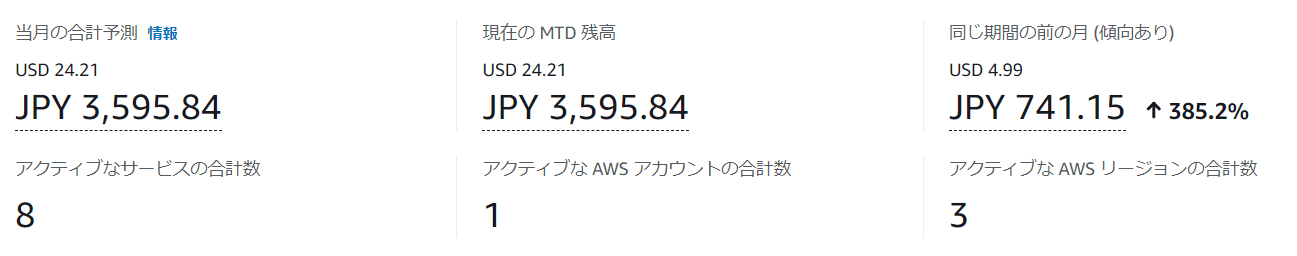 当月の合計予測 情報
USD 24.21
JPY 3,595.84
現在の MTD 残高
USD 24.21
JPY 3,595.84
同じ期間の前の月 (傾向あり)
USD 4.99
JPY 741.15 ↑ 385.2%
アクティブなサービスの合計数
8
アクティブな AWS アカウントの合計数
1
アクティブな AWS リージョンの合計数
3